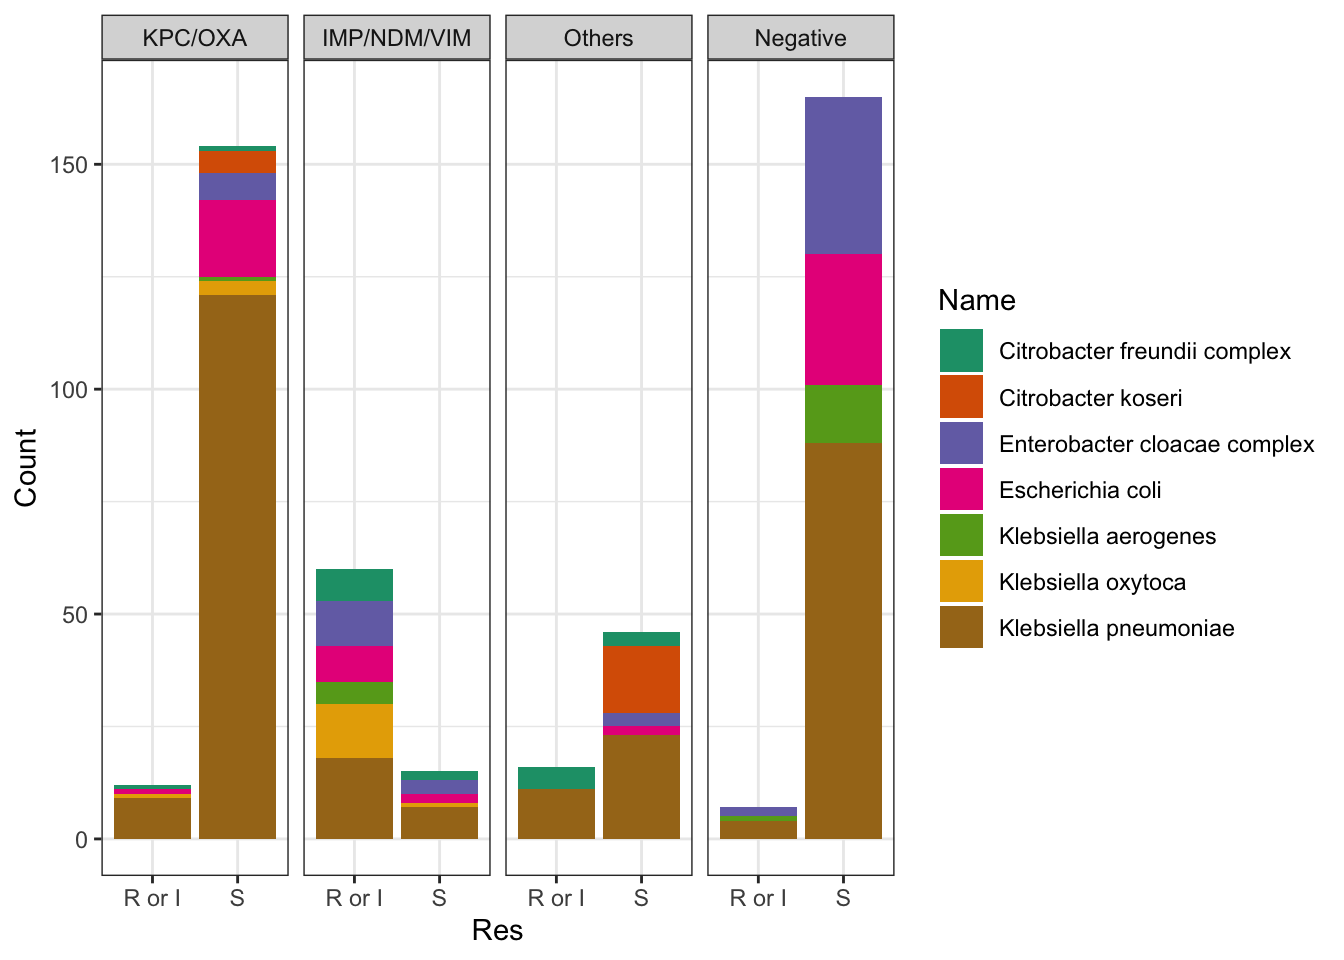 KPC/OXA
IMP/NDM/VIM
Others
Negative
Count
150
100
50
0
R or I
S
R or I
S
R or I
S
R or I
S
Res
Name
Citrobacter freundii complex
Citrobacter koseri
Enterobacter cloacae complex
Escherichia coli
Klebsiella aerogenes
Klebsiella oxytoca
Klebsiella pneumoniae